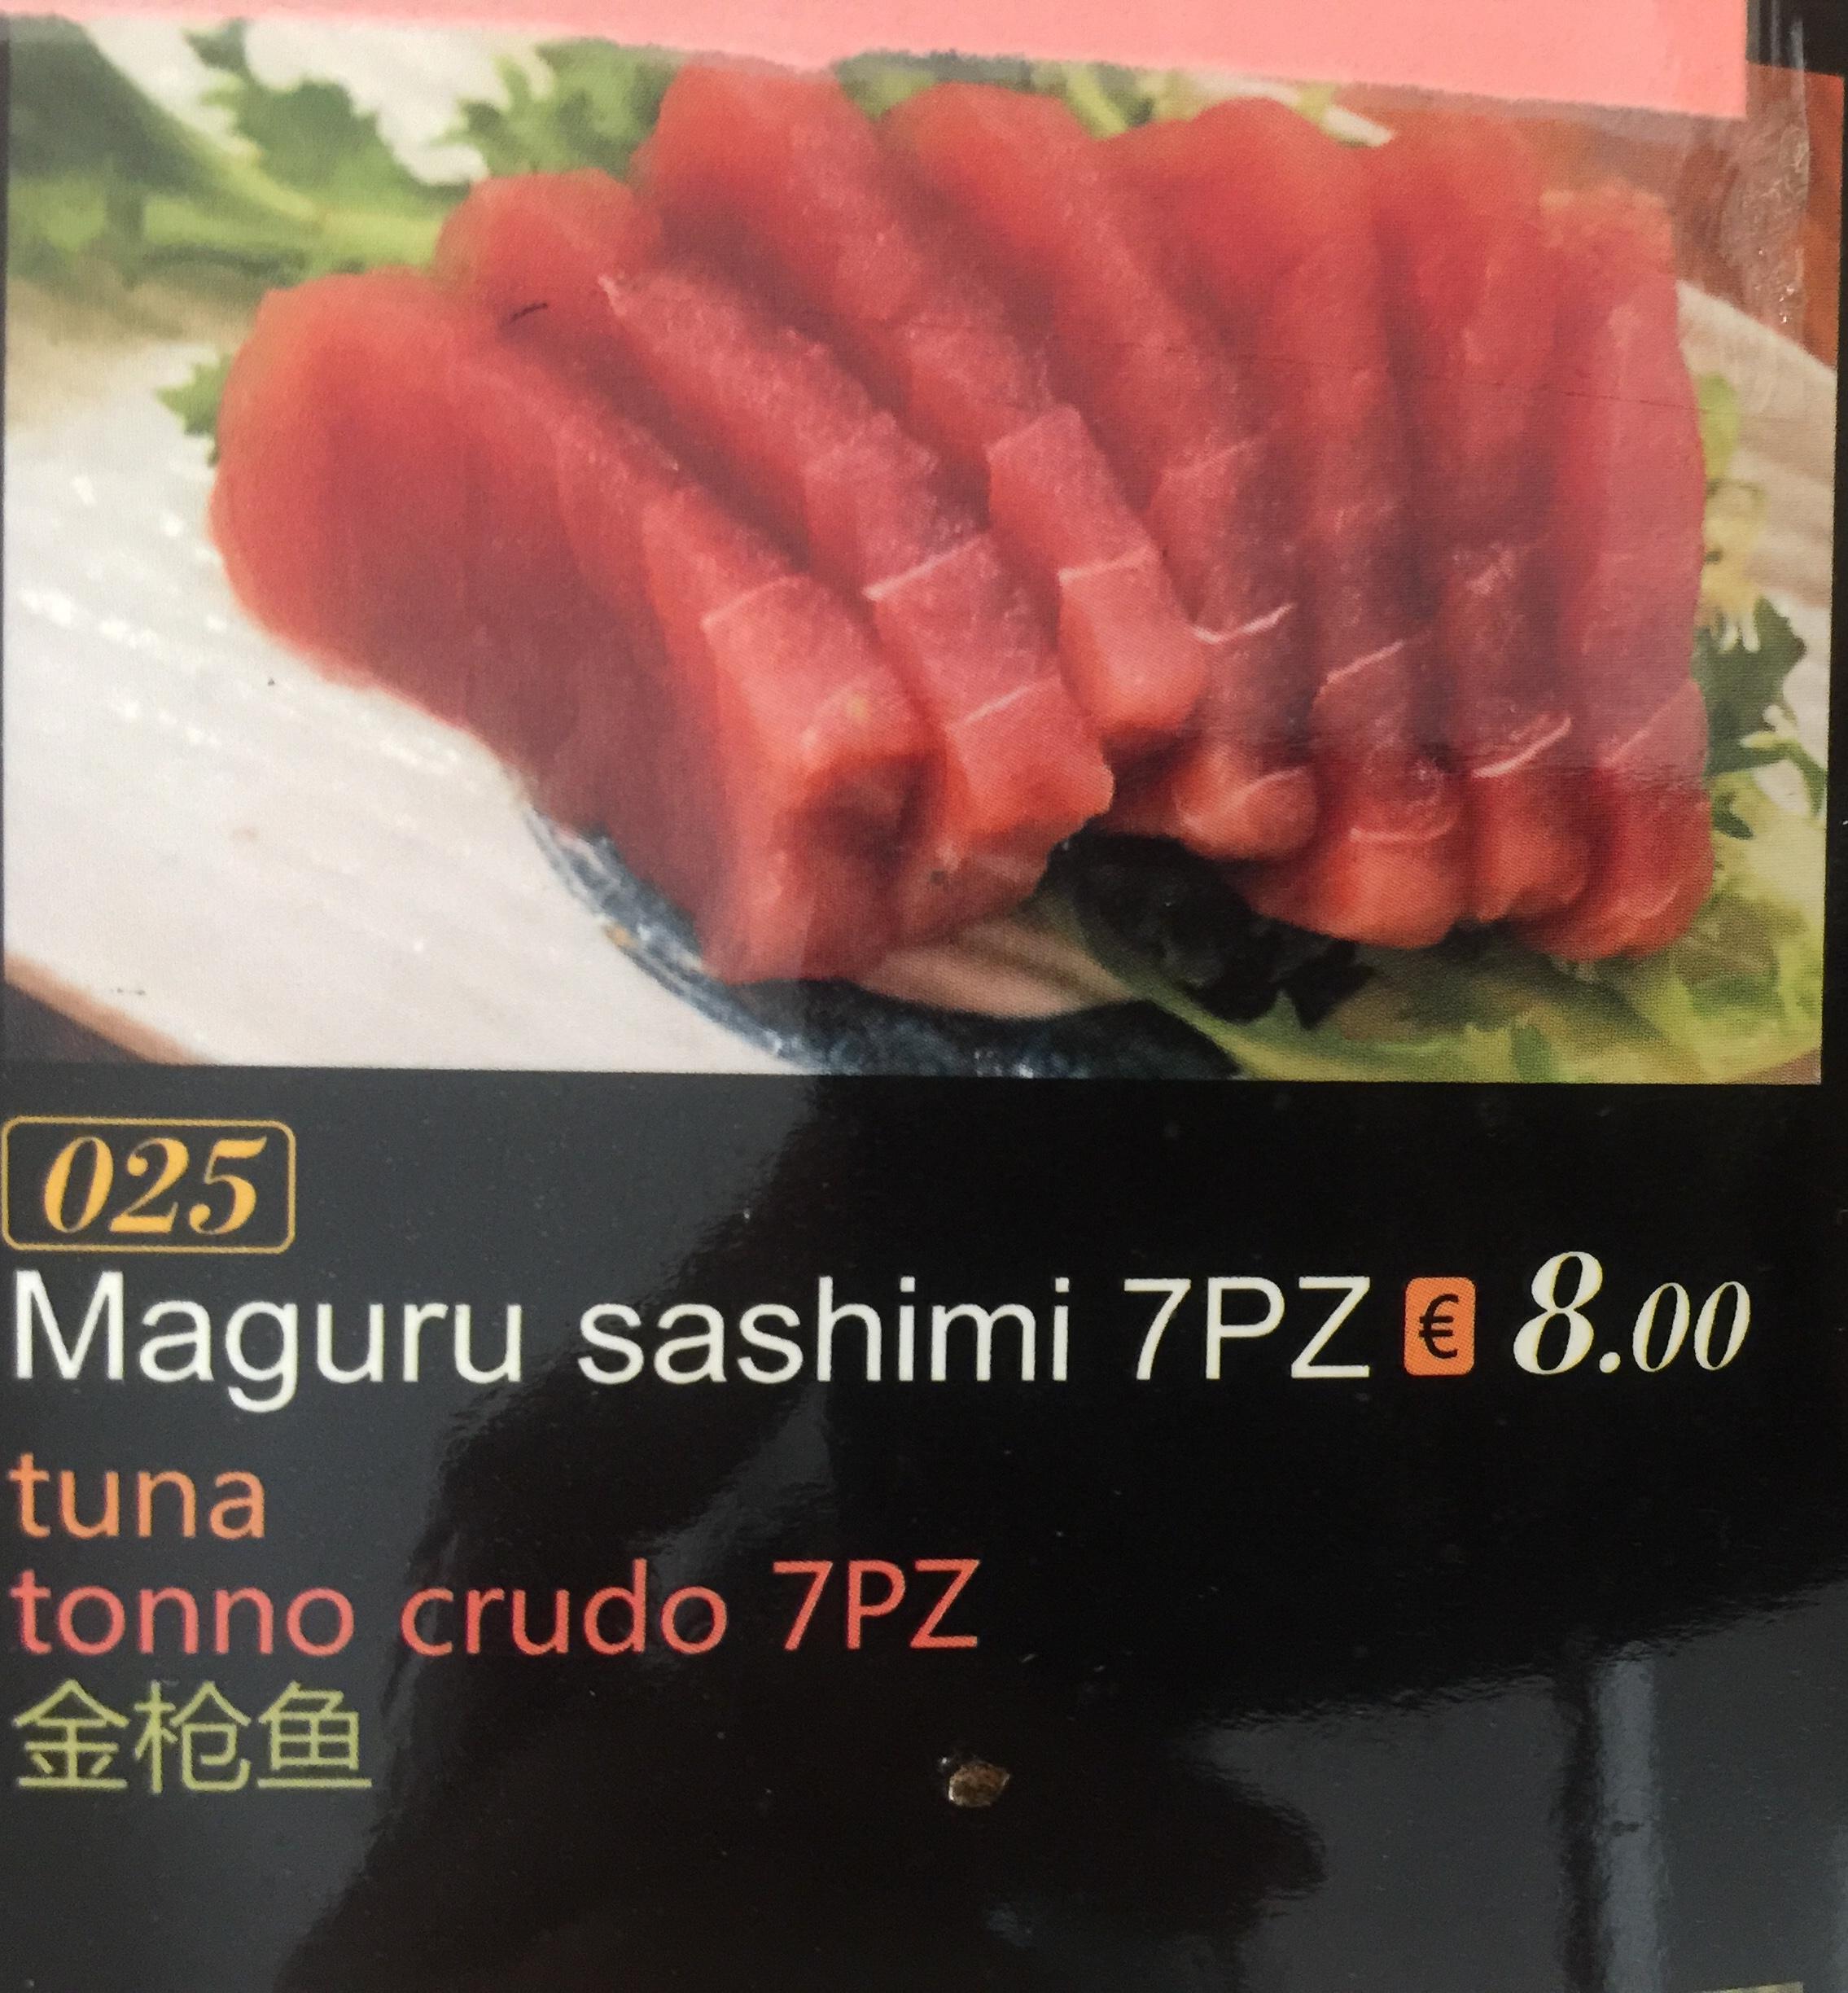 025
Maguru sashimi 7PZ € 8.00
tuna
tonno crudo 7PZ
金枪鱼